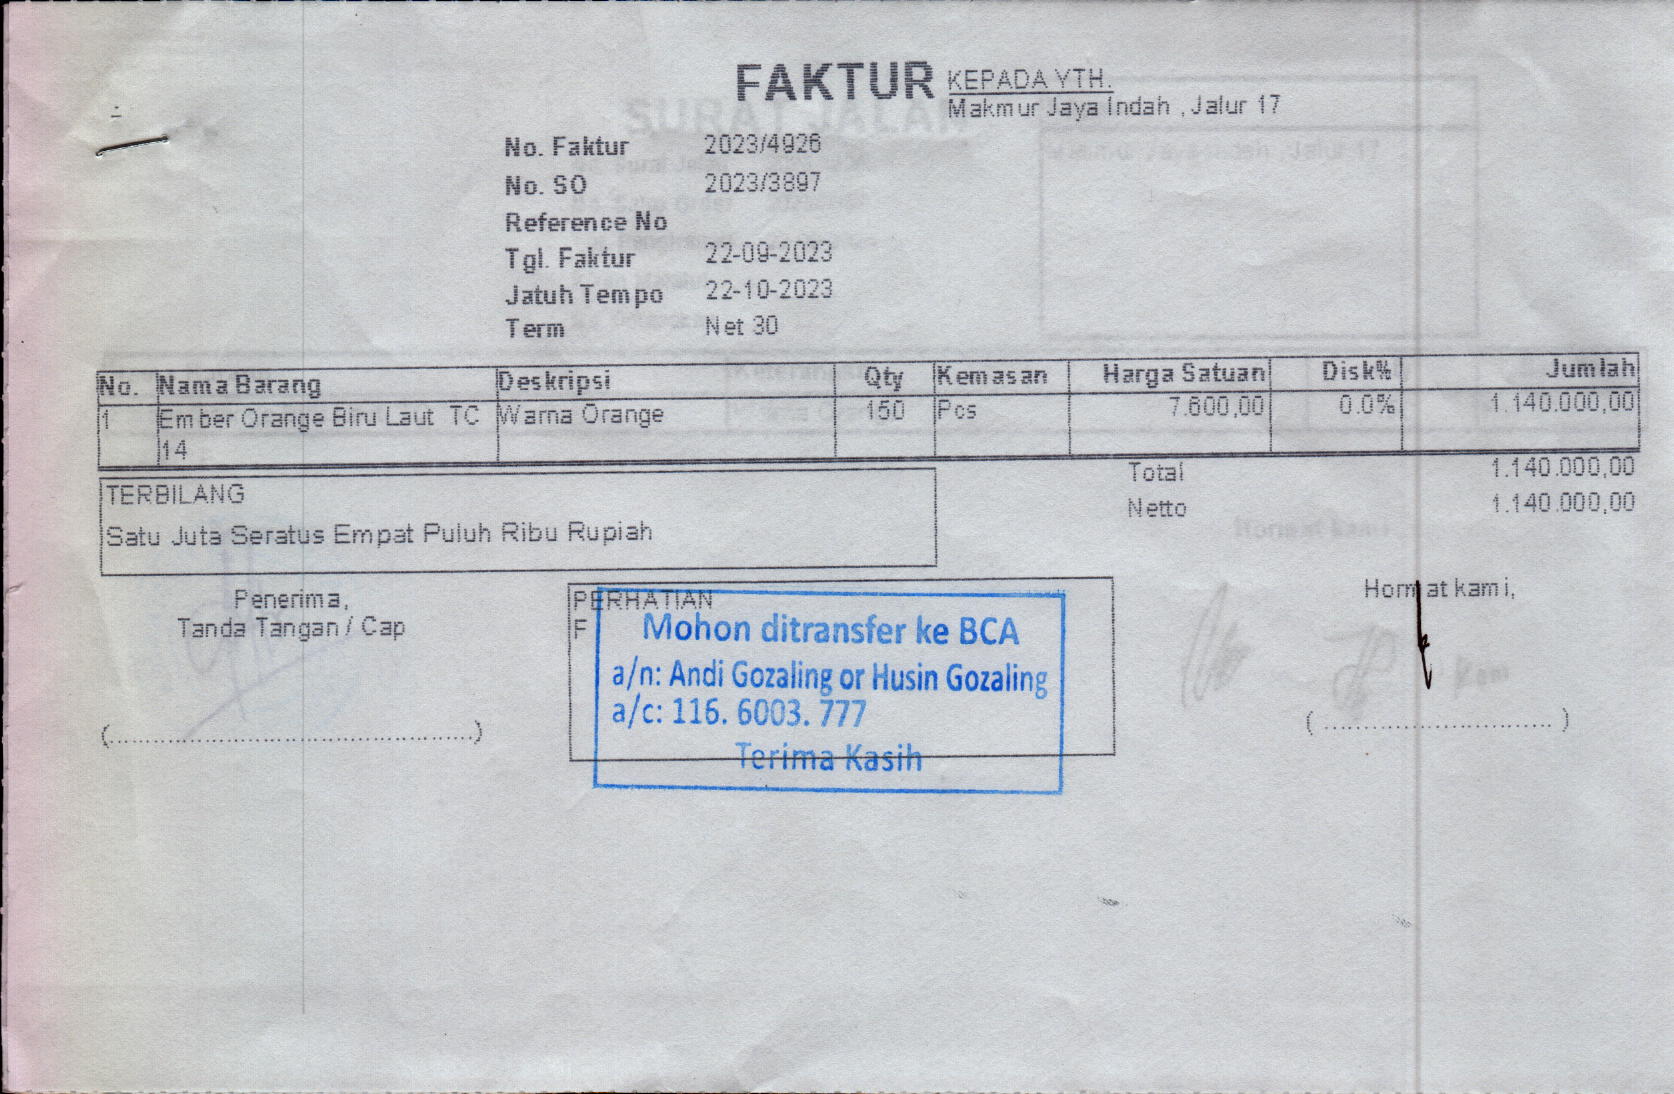 FAKTUR
KEPADA YTH.
Makmur Jaya Indah , Jalur 17
No. Faktur 2023/4926
No. SO 2023/3897
Reference No
Tgl. Faktur 22-09-2023
Jatuh Tempo 22-10-2023
Term Net 30
No. Nama Barang Deskripsi Qty Kemasan Harga Satuan Disk% Jumlah
1 Ember Orange Biru Laut TC Warna Orange 150 Pcs 7.600,00 0.0% 1.140.000,00
14
Total 1.140.000,00
Netto 1.140.000,00
TERBILANG
Satu Juta Seratus Empat Puluh Ribu Rupiah
Penerima,
Tanda Tangan / Cap
(..................................................)
PERHATIAN
F
Mohon ditransfer ke BCA
a/n: Andi Gozaling or Husin Gozaling
a/c: 116. 6003. 777
Terima Kasih
Hormat kami,
( ............................. )